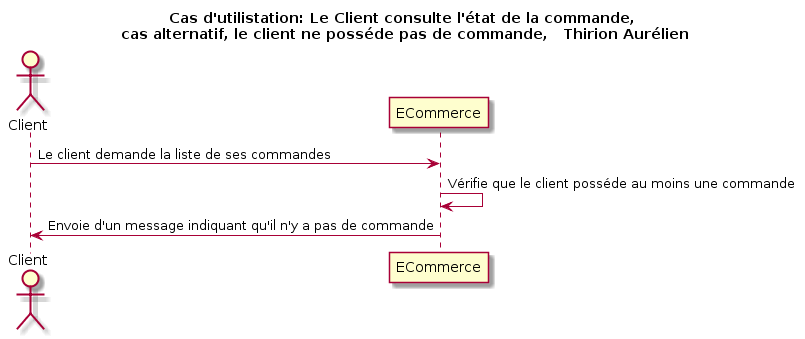 Cas d'utilistation: Le Client consulte l'état de la commande,
cas alternatif, le client ne posséde pas de commande,   Thirion Aurélien
Client
ECommerce
Le client demande la liste de ses commandes
Vérifie que le client posséde au moins une commande
Envoie d'un message indiquant qu'il n'y a pas de commande
Client
ECommerce